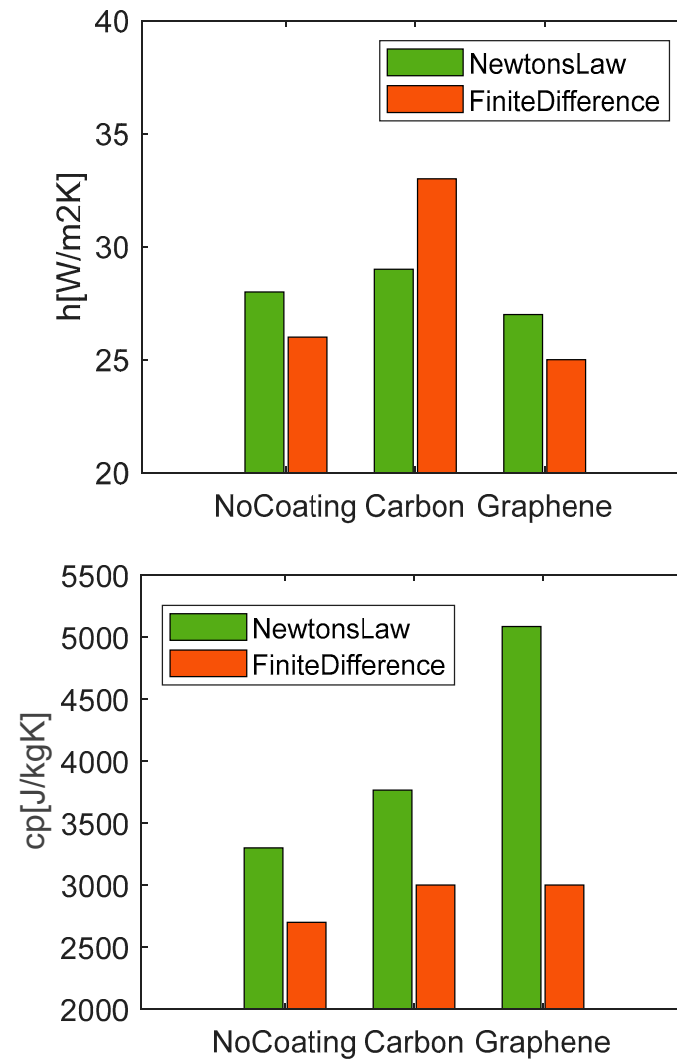 40
NewtonsLaw
FiniteDifference
35
h[W/m2K]
30
25
20
NoCoating Carbon Graphene
5500
NewtonsLaw
5000
FiniteDifference
4500
cp[J/kgK]
4000
3500
3000
2500
2000
NoCoating Carbon Graphene